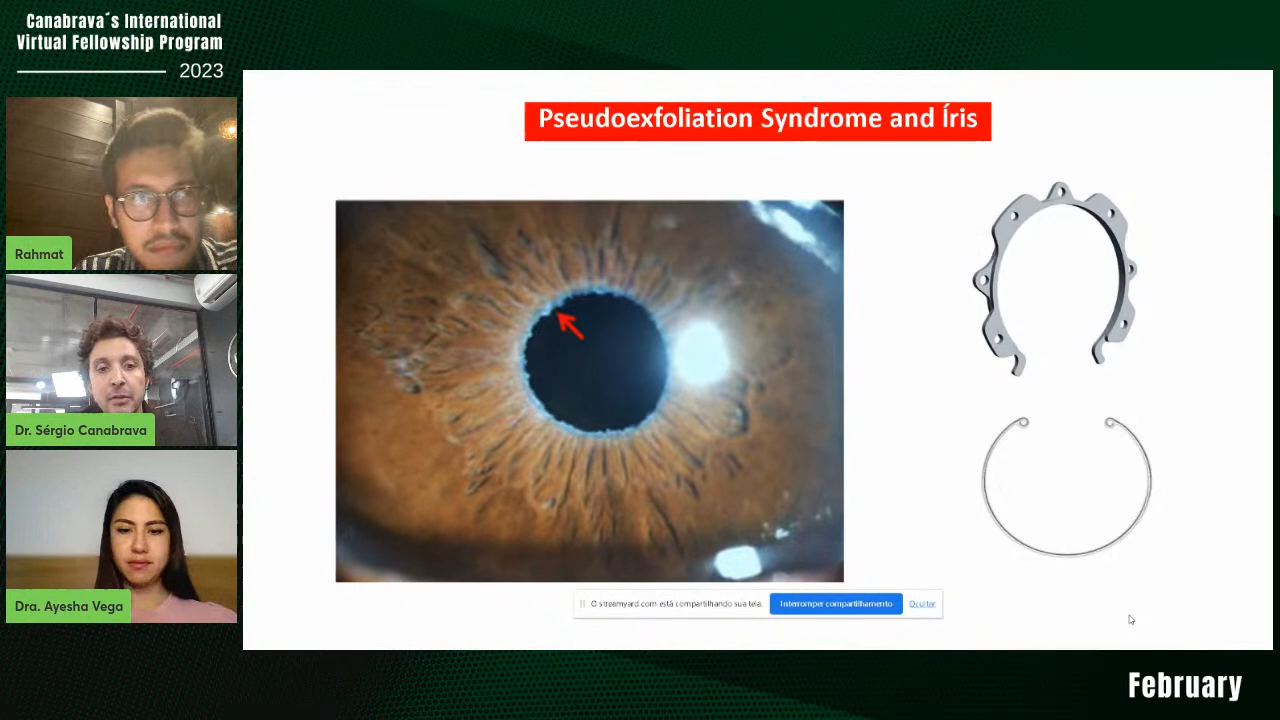 Canabrava´s International
Virtual Fellowship Program
2023
Pseudoexfoliation Syndrome and Íris
Rahmat
Dr. Sérgio Canabrava
Dra. Ayesha Vega
O streamyard.com está compartilhando sua tela.
Interromper compartilhamento
Ocultar
February